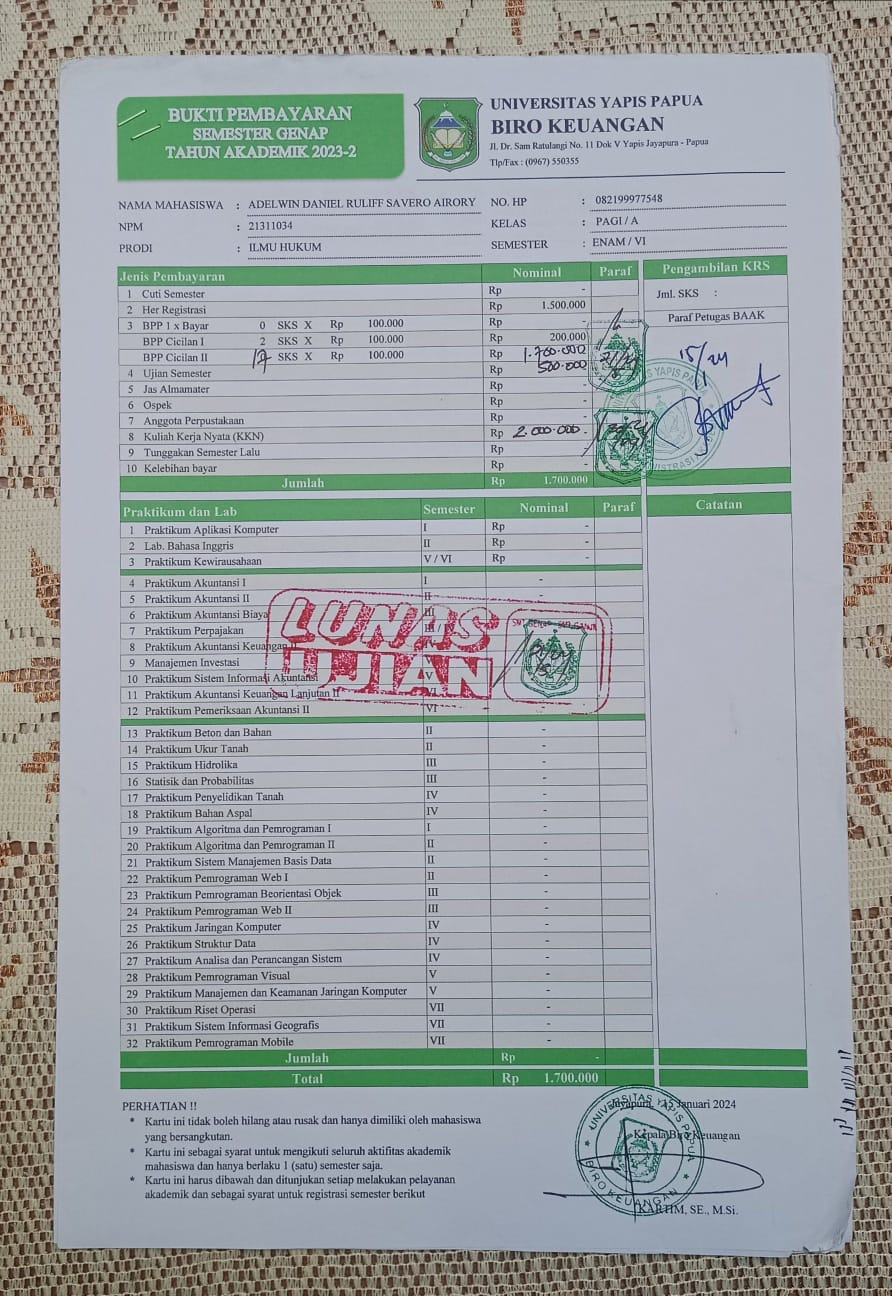 BUKTI PEMBAYARAN
SEMESTER GENAP
TAHUN AKADEMIK 2023-2
UNIVERSITAS YAPIS PAPUA
BIRO KEUANGAN
Jl. Dr. Sam Ratulangi No. 11 Dok V Yapis Jayapura - Papua
Tlp/Fax : (0967) 550355
NAMA MAHASISWA : ADELWIN DANIEL RULIFF SAVERO AIRORY NO. HP : 082199977548
NPM : 21311034 KELAS : PAGI / A
PRODI : ILMU HUKUM SEMESTER : ENAM / VI
Jenis Pembayaran Nominal Paraf Pengambilan KRS
1 Cuti Semester Rp - Jml. SKS :
2 Her Registrasi Rp 1.500.000 Paraf Petugas BAAK
3 BPP 1 x Bayar 0 SKS X Rp 100.000 Rp -
BPP Cicilan I 2 SKS X Rp 100.000 Rp 200.000
BPP Cicilan II 17 SKS X Rp 100.000 Rp 1.700.000
4 Ujian Semester Rp 500.000
5 Jas Almamater Rp -
6 Ospek Rp -
7 Anggota Perpustakaan Rp -
8 Kuliah Kerja Nyata (KKN) Rp 2.000.000 -
9 Tunggakan Semester Lalu Rp -
10 Kelebihan bayar Rp -
Jumlah Rp 1.700.000
15/24
1
YAPIS PAPUA
Praktikum dan Lab Semester Nominal Paraf Catatan
1 Praktikum Aplikasi Komputer I Rp -
2 Lab. Bahasa Inggris II Rp -
3 Praktikum Kewirausahaan V / VI Rp -
4 Praktikum Akuntansi I I -
5 Praktikum Akuntansi II II -
6 Praktikum Akuntansi Biaya III
7 Praktikum Perpajakan III /
8 Praktikum Akuntansi Keuangan II
9 Manajemen Investasi V
10 Praktikum Sistem Informasi Akuntansi V
11 Praktikum Akuntansi Keuangan Lanjutan II VI
12 Praktikum Pemeriksaan Akuntansi II VI -
LUNAS
UJIAN
13 Praktikum Beton dan Bahan II -
14 Praktikum Ukur Tanah II -
15 Praktikum Hidrolika III -
16 Statisik dan Probabilitas III -
17 Praktikum Penyelidikan Tanah IV -
18 Praktikum Bahan Aspal IV -
19 Praktikum Algoritma dan Pemrograman I I -
20 Praktikum Algoritma dan Pemrograman II II -
21 Praktikum Sistem Manajemen Basis Data II -
22 Praktikum Pemrograman Web I II -
23 Praktikum Pemrograman Beorientasi Objek III -
24 Praktikum Pemrograman Web II III -
25 Praktikum Jaringan Komputer IV -
26 Praktikum Struktur Data IV -
27 Praktikum Analisa dan Perancangan Sistem IV -
28 Praktikum Pemrograman Visual V -
29 Praktikum Manajemen dan Keamanan Jaringan Komputer V -
30 Praktikum Riset Operasi VII -
31 Praktikum Sistem Informasi Geografis VII -
32 Praktikum Pemrograman Mobile VII -
Jumlah Rp -
Total Rp 1.700.000
PERHATIAN !!
* Kartu ini tidak boleh hilang atau rusak dan hanya dimiliki oleh mahasiswa
yang bersangkutan.
* Kartu ini sebagai syarat untuk mengikuti seluruh aktifitas akademik
mahasiswa dan hanya berlaku 1 (satu) semester saja.
* Kartu ini harus dibawah dan ditunjukan setiap melakukan pelayanan
akademik dan sebagai syarat untuk registrasi semester berikut
Jayapura, 15 Januari 2024
Kepala Biro Keuangan
UNIVERSITAS YAPIS PAPUA
BIRO KEUANGAN
KARTIM, SE., M.Si.